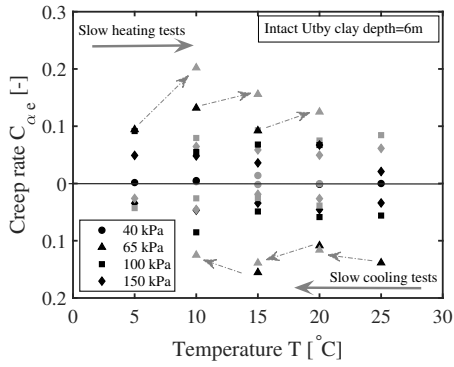 Slow heating tests
Intact Utby clay depth=6m
0.3
0.2
0.1
0
0.1
0.2
Creep rate C_{αe} [-]
40 kPa
65 kPa
100 kPa
150 kPa
Slow cooling tests
0 5 10 15 20 25 30
Temperature T [°C]